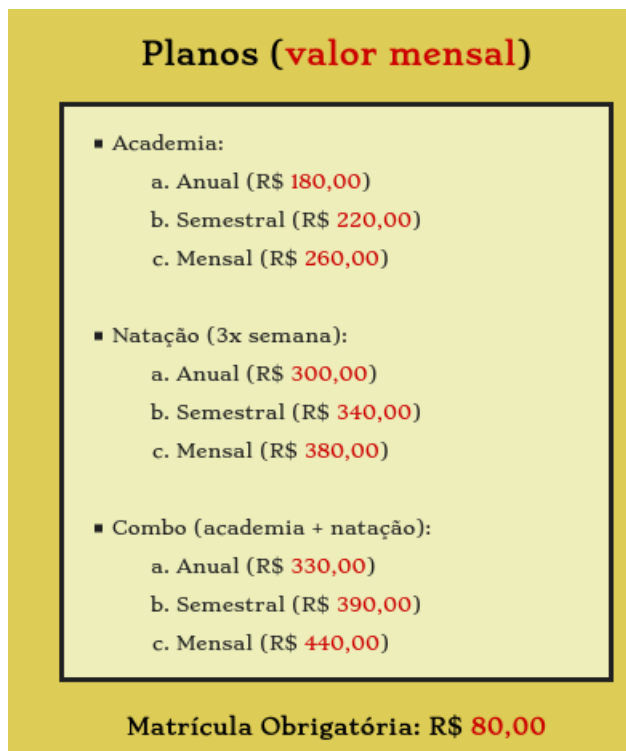 Planos (valor mensal)
▪ Academia:
a. Anual (R$ 180,00)
b. Semestral (R$ 220,00)
c. Mensal (R$ 260,00)
▪ Natação (3x semana):
a. Anual (R$ 300,00)
b. Semestral (R$ 340,00)
c. Mensal (R$ 380,00)
▪ Combo (academia + natação):
a. Anual (R$ 330,00)
b. Semestral (R$ 390,00)
c. Mensal (R$ 440,00)
Matrícula Obrigatória: R$ 80,00